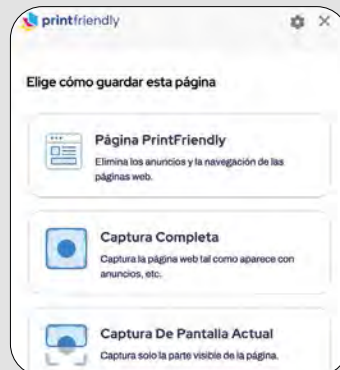 printfriendly
Elige cómo guardar esta página
Página PrintFriendly
Elimina los anuncios y la navegación de las
páginas web.
Captura Completa
Captura la página web tal como aparece con
anuncios, etc.
Captura De Pantalla Actual
Captura solo la parte visible de la página.